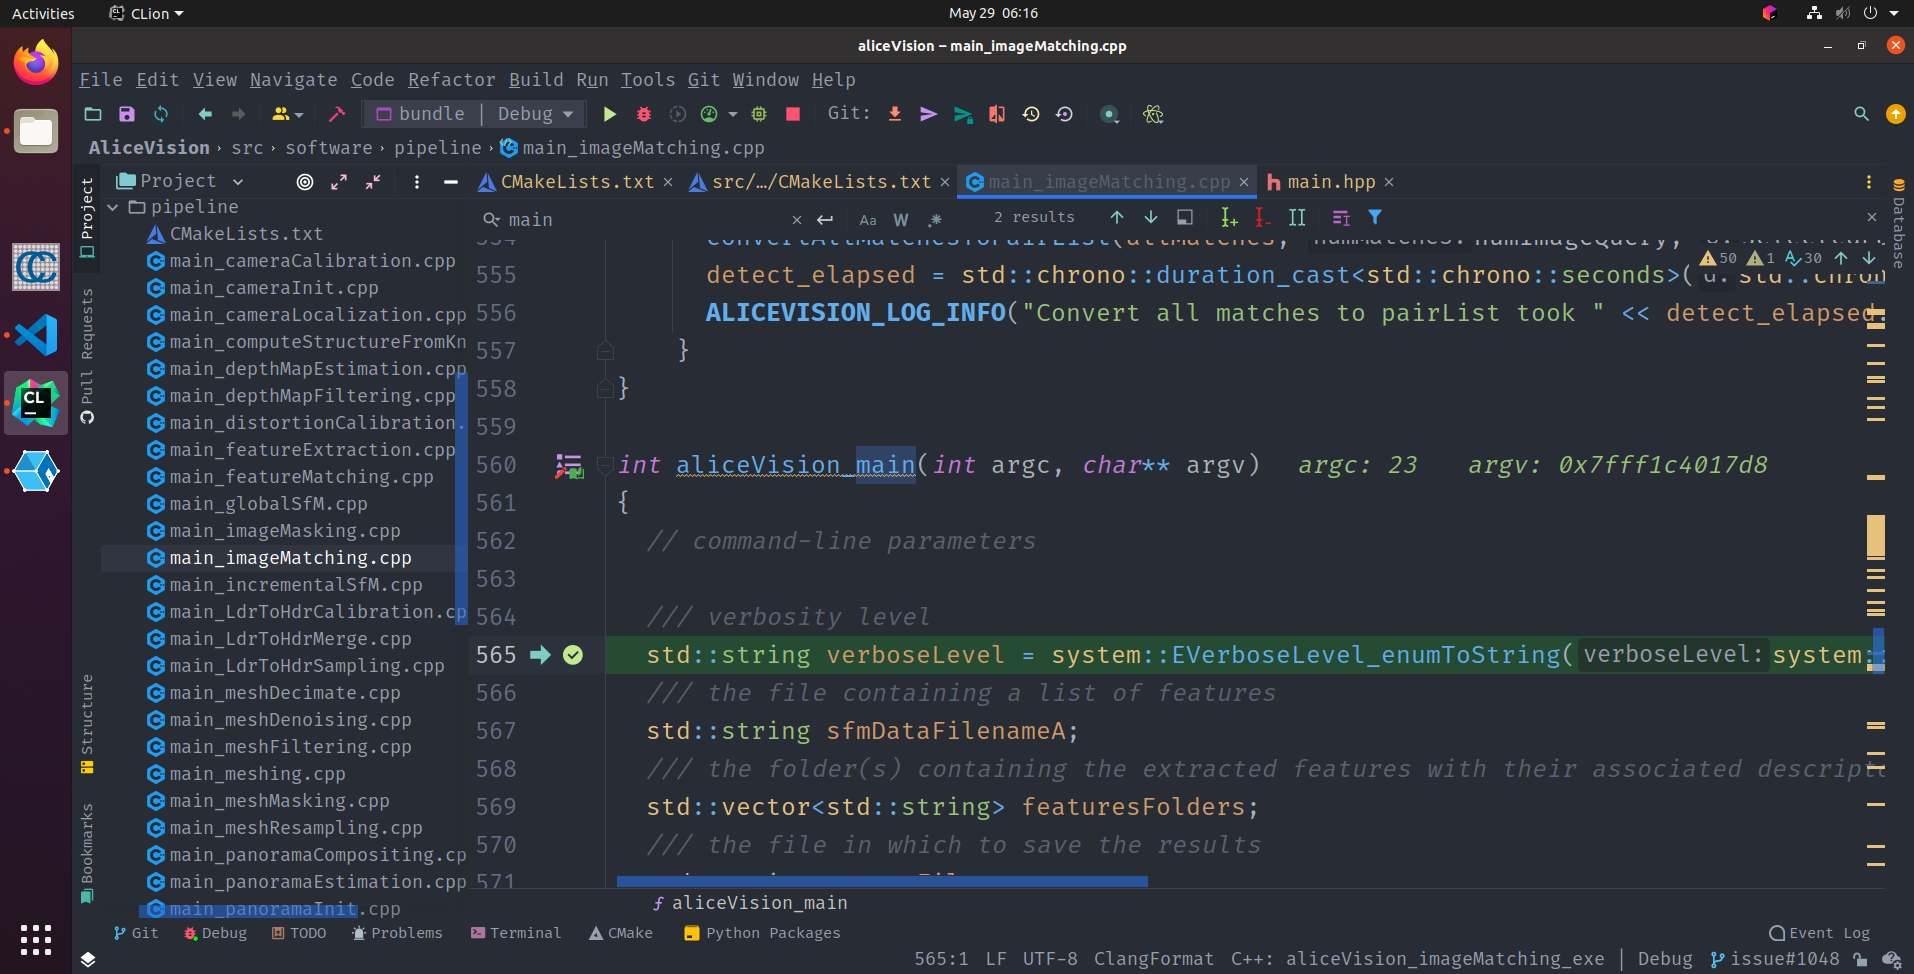 Activities
CLion
May 29 06:16
aliceVision – main_imageMatching.cpp
File Edit View Navigate Code Refactor Build Run Tools Git Window Help
bundle | Debug
Git:
AliceVision › src › software › pipeline › main_imageMatching.cpp
Project
CMakeLists.txt
src/…/CMakeLists.txt
main_imageMatching.cpp
main.hpp
main
Aa W .*
2 results
Project
Pull Requests
Structure
Bookmarks
Database
pipeline
CMakeLists.txt
main_cameraCalibration.cpp
main_cameraInit.cpp
main_cameraLocalization.cpp
main_computeStructureFromKn
main_depthMapEstimation.cpp
main_depthMapFiltering.cpp
main_distortionCalibration.
main_featureExtraction.cpp
main_featureMatching.cpp
main_globalSfM.cpp
main_imageMasking.cpp
main_imageMatching.cpp
main_incrementalSfM.cpp
main_LdrToHdrCalibration.cp
main_LdrToHdrMerge.cpp
main_LdrToHdrSampling.cpp
main_meshDecimate.cpp
main_meshDenoising.cpp
main_meshFiltering.cpp
main_meshing.cpp
main_meshMasking.cpp
main_meshResampling.cpp
main_panoramaCompositing.cp
main_panoramaEstimation.cpp
main_panoramaInit.cpp
50 1 30
554 ConvertAllMatchesToPairList(allMatches, numMatches: numImageQuery,
555 detect_elapsed = std::chrono::duration_cast<std::chrono::seconds>( d: std::chron
556 ALICEVISION_LOG_INFO("Convert all matches to pairList took " << detect_elapsed.
557 }
558 }
559
560 int aliceVision_main(int argc, char** argv) argc: 23 argv: 0x7fff1c4017d8
561 {
562 // command-line parameters
563
564 /// verbosity level
565 std::string verboseLevel = system::EVerboseLevel_enumToString( verboseLevel: system::
566 /// the file containing a list of features
567 std::string sfmDataFilenameA;
568 /// the folder(s) containing the extracted features with their associated descripto
569 std::vector<std::string> featuresFolders;
570 /// the file in which to save the results
571
f aliceVision_main
Git Debug TODO Problems Terminal CMake Python Packages Event Log
565:1 LF UTF-8 ClangFormat C++: aliceVision_imageMatching_exe | Debug issue#1048